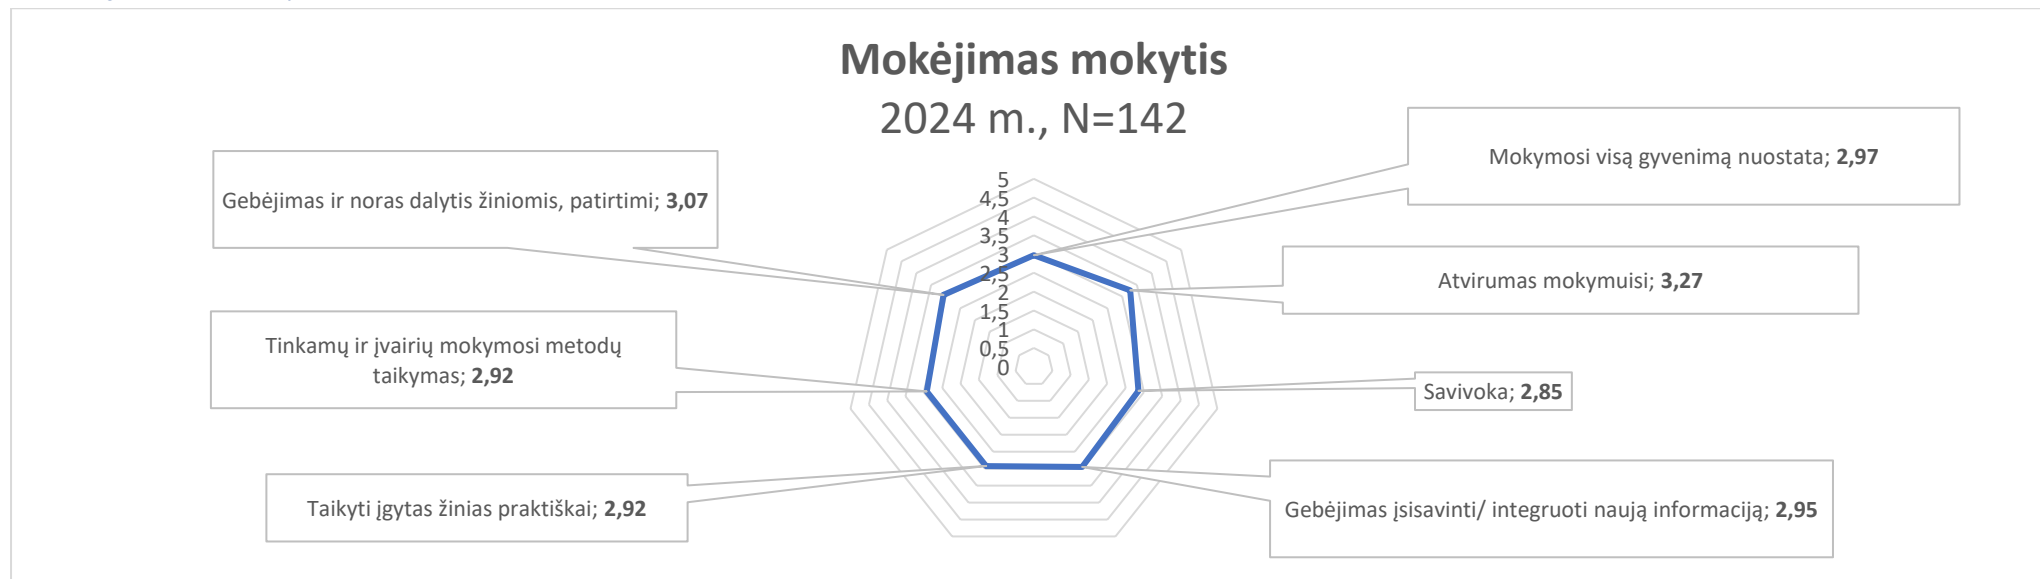 Mokėjimas mokytis
2024 m., N=142
Mokymosi visą gyvenimą nuostata; 2,97
Gebėjimas ir noras dalytis žiniomis, patirtimi; 3,07
Atvirumas mokymuisi; 3,27
Tinkamų ir įvairių mokymosi metodų
taikymas; 2,92
Savivoka; 2,85
Taikyti įgytas žinias praktiškai; 2,92
Gebėjimas įsisavinti/ integruoti naują informaciją; 2,95
5
4,5
4
3,5
3
2,5
2
1,5
1
0,5
0